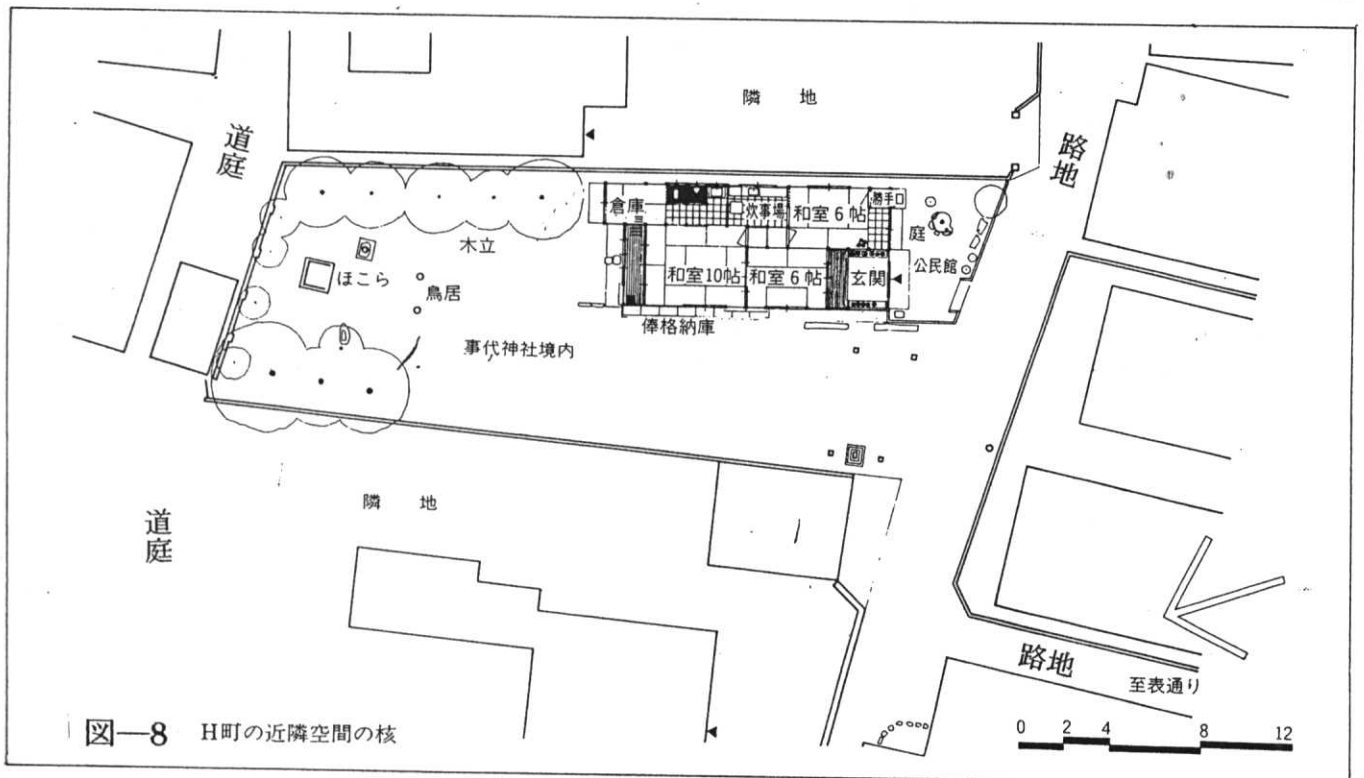 隣 地
道庭
路地
倉庫
炊事場
和室6帖
勝手口
木立
庭
ほこら
鳥居
和室10帖
和室6帖
玄関
公民館
俸格納庫
事代神社境内
隣 地
道庭
路地
至表通り
図―8 H町の近隣空間の核
0 2 4 8 12